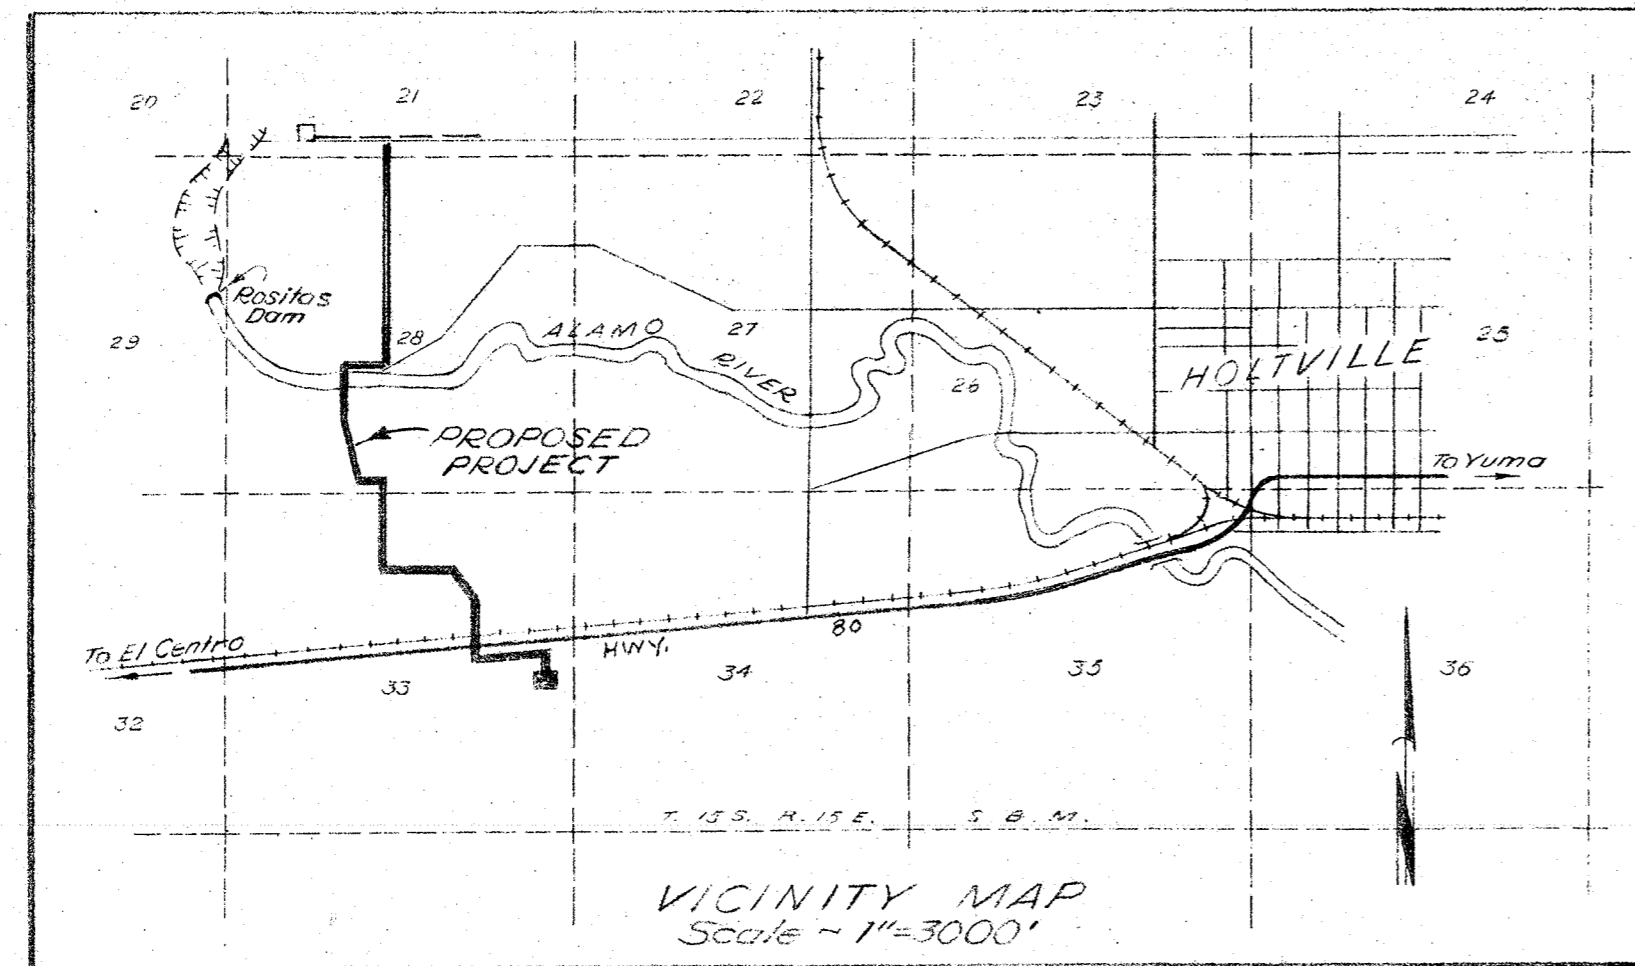 20 21 22 23 24
Rositas
Dam
29 28 ALAMO 27 25
RIVER
26
HOLTVILLE
PROPOSED
PROJECT
To Yuma
To El Centro
HWY. 80
33 34 35 36
32
T. 15 S. R. 15 E. S. B. M.
VICINITY MAP
Scale ~ 1"=3000'